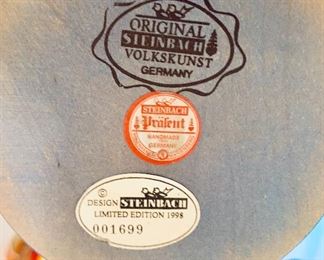 ORIGINAL
STEINBACH
VOLKSKUNST
GERMANY
STEINBACH
Präsent
HANDMADE
GERMANY
©
DESIGN STEINBACH
LIMITED EDITION 1998
001699